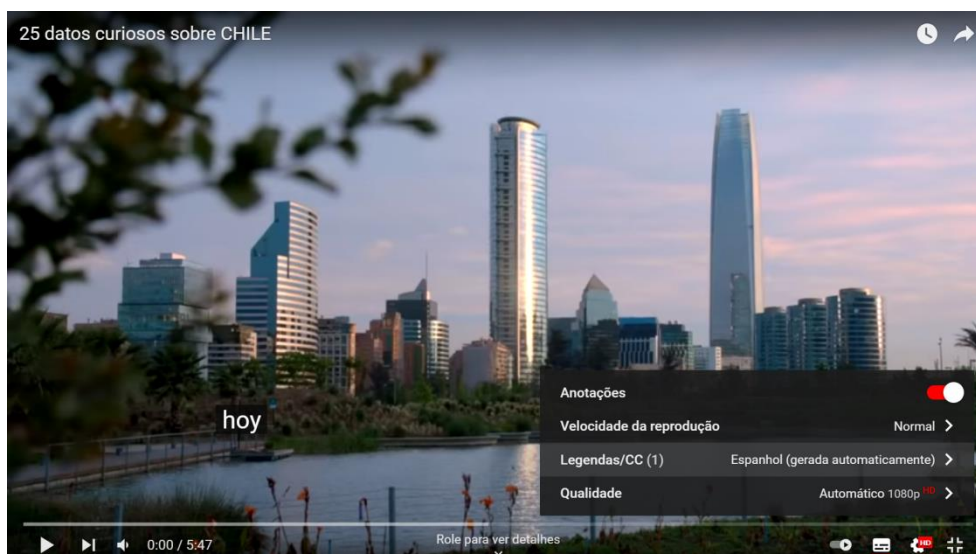 25 datos curiosos sobre CHILE
hoy
Anotações
Velocidade da reprodução Normal
Legendas/CC (1) Espanhol (gerada automaticamente)
Qualidade Automático 1080p HD
0:00 / 5:47
Role para ver detalhes
HD